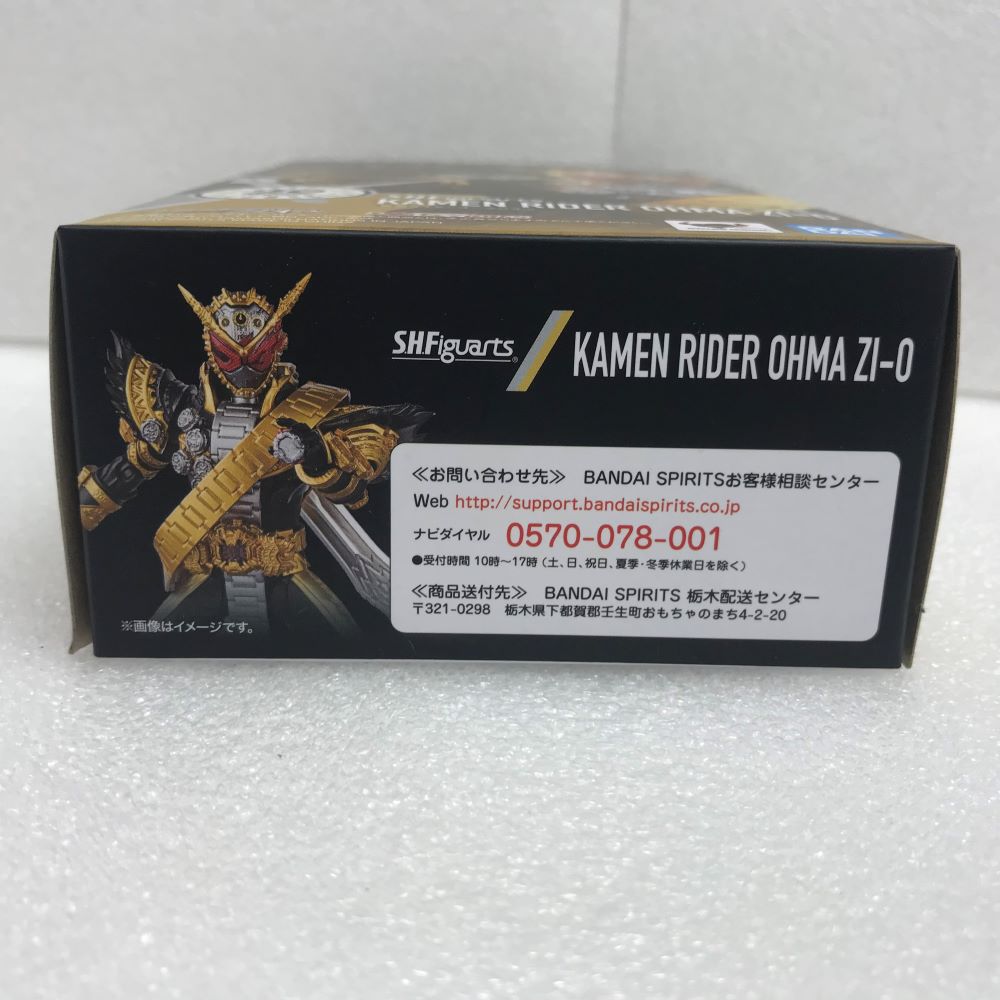 KAMEN RIDER OHMA ZI-O
S.H.Figuarts
KAMEN RIDER OHMA ZI-O
≪お問い合わせ先≫ BANDAI SPIRITSお客様相談センター
Web http://support.bandaispirits.co.jp
ナビダイヤル 0570-078-001
●受付時間 10時～17時(土、日、祝日、夏季・冬季休業日を除く)
≪商品送付先≫ BANDAI SPIRITS 栃木配送センター
〒321-0298 栃木県下都賀郡壬生町おもちゃのまち4-2-20
※画像はイメージです。